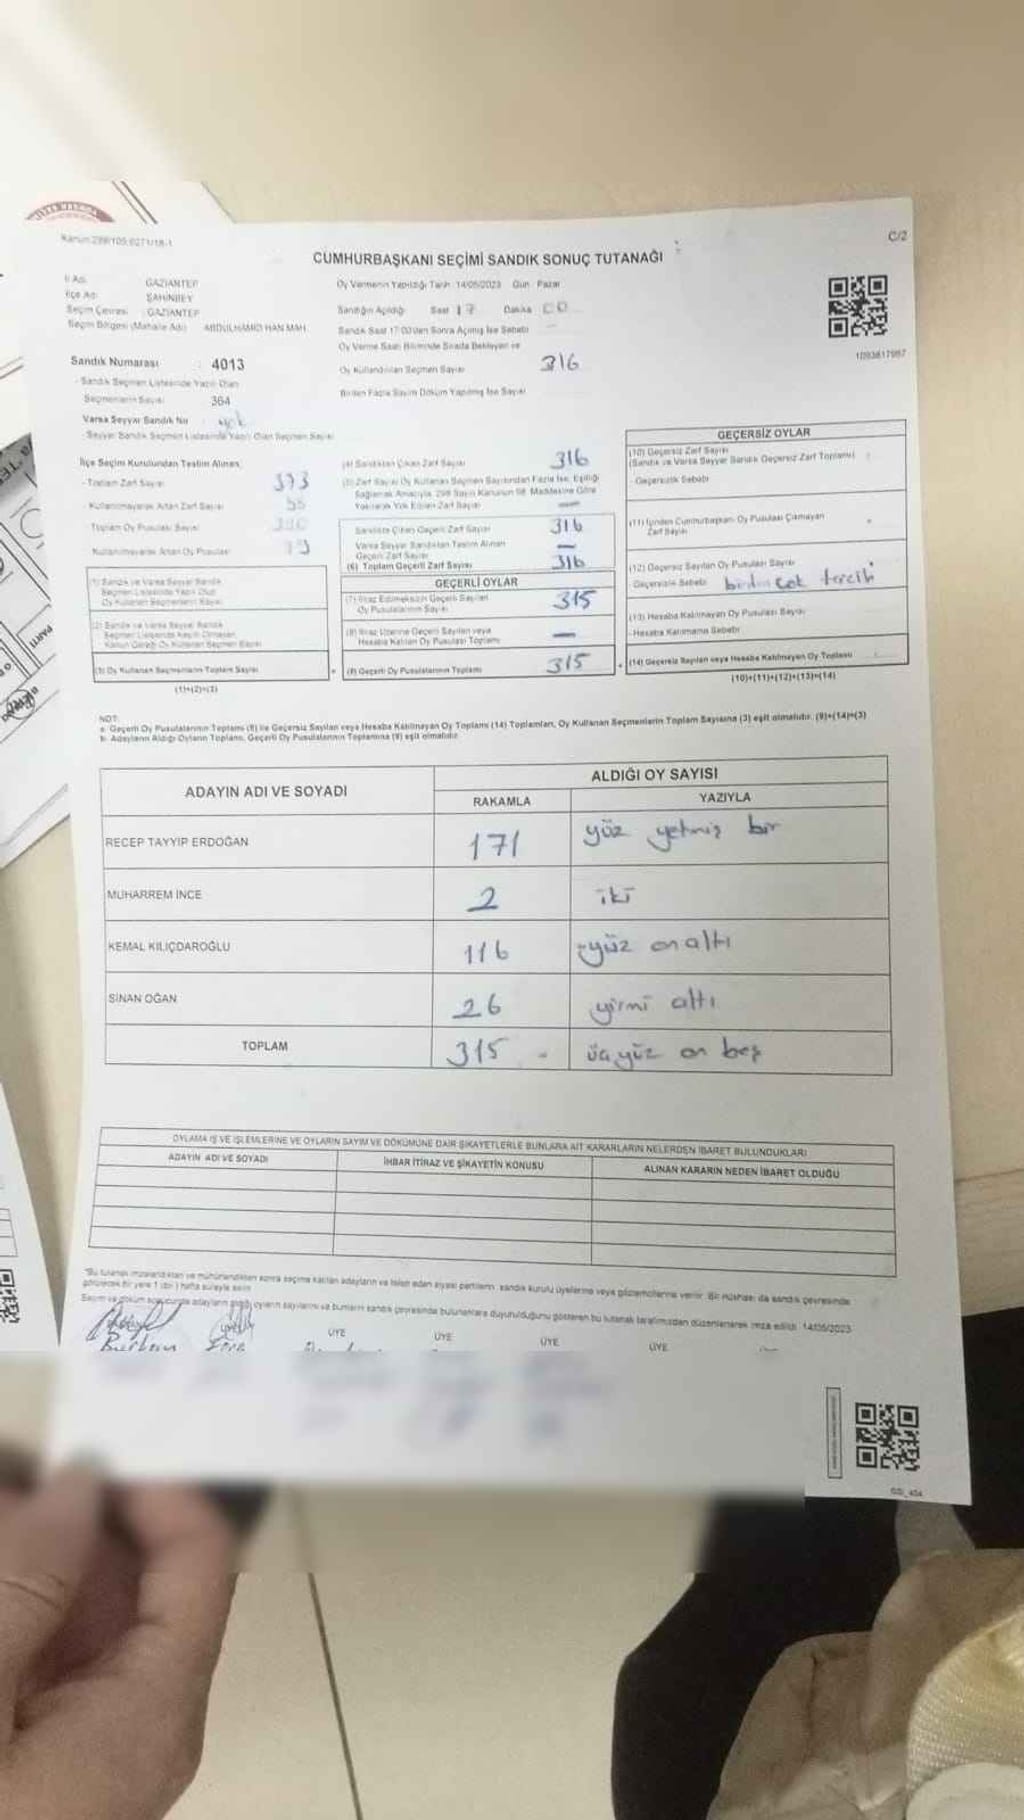 Kanun:298/105;6271/18-1
C/2
CUMHURBAŞKANI SEÇİMİ SANDIK SONUÇ TUTANAĞI
İl Adı: GAZİANTEP
İlçe Adı: ŞAHİNBEY
Seçim Çevresi: GAZİANTEP
Seçim Bölgesi (Mahalle Adı) ABDULHAMİD HAN MAH.
Sandık Numarası : 4013
- Sandık Seçmen Listesinde Yazılı Olan
Seçmenlerin Sayısı 364
Varsa Seyyar Sandık No yok
- Seyyar Sandık Seçmen Listesinde Yazılı Olan Seçmen Sayısı
Oy Vermenin Yapıldığı Tarih: 14/05/2023 Gün: Pazar
Sandığın Açıldığı Saat 17 Dakika 00
Sandık Saat 17:00'den Sonra Açılmış İse Sebebi
Oy Verme Saati Bitiminde Sırada Bekleyen ve
Oy Kullandırılan Seçmen Sayısı 316
Birden Fazla Sayım Döküm Yapılmış İse Sayısı
İlçe Seçim Kurulundan Teslim Alınan;
- Toplam Zarf Sayısı 373
- Kullanılmayarak Artan Zarf Sayısı
- Toplam Oy Pusulası Sayısı
- Kullanılmayarak Artan Oy Pusulası
(1) Sandık ve Varsa Seyyar Sandık
Seçmen Listesinde Yazılı Olup
Oy Kullanan Seçmenlerin Sayısı
(2) Sandık ve Varsa Seyyar Sandık
Seçmen Listesinde Kayıtlı Olmayan,
Kanun Gereği Oy Kullanan Seçmen Sayısı
(3) Oy Kullanan Seçmenlerin Toplam Sayısı
(1)+(2)=(3)
(4) Sandıktan Çıkan Zarf Sayısı 316
(5) Zarf Sayısı Oy Kullanan Seçmen Sayısından Fazla İse; Eşitliği
Sağlamak Amacıyla, 298 Sayılı Kanunun 98. Maddesine Göre
Yakılarak Yok Edilen Zarf Sayısı —
Sandıkta Çıkan Geçerli Zarf Sayısı 316
Varsa Seyyar Sandıktan Teslim Alınan
Geçerli Zarf Sayısı —
(6) Toplam Geçerli Zarf Sayısı 316
GEÇERLİ OYLAR
(7) İtiraz Edilmeksizin Geçerli Sayılan
Oy Pusulalarının Sayısı 315
(8) İtiraz Üzerine Geçerli Sayılan veya
Hesaba Katılan Oy Pusulası Toplamı —
(9) Geçerli Oy Pusulalarının Toplamı 315
GEÇERSİZ OYLAR
(10) Geçersiz Zarf Sayısı
(Sandık ve Varsa Seyyar Sandık Geçersiz Zarf Toplamı)
- Geçersizlik Sebebi
(11) İçinden Cumhurbaşkanı Oy Pusulası Çıkmayan
Zarf Sayısı
(12) Geçersiz Sayılan Oy Pusulası Sayısı
Geçersizlik Sebebi birden çok tercih
(13) Hesaba Katılmayan Oy Pusulası Sayısı
- Hesaba Katılmama Sebebi
(14) Geçersiz Sayılan veya Hesaba Katılmayan Oy Toplamı
(10)+(11)+(12)+(13)=(14)
NOT:
a- Geçerli Oy Pusulalarının Toplamı (9) ile Geçersiz Sayılan veya Hesaba Katılmayan Oy Toplamı (14) Toplamları, Oy Kullanan Seçmenlerin Toplam Sayısına (3) eşit olmalıdır. (9)+(14)=(3)
b- Adayların Aldığı Oyların Toplamı, Geçerli Oy Pusulalarının Toplamına (9) eşit olmalıdır.
ADAYIN ADI VE SOYADI
ALDIĞI OY SAYISI
RAKAMLA YAZIYLA
RECEP TAYYIP ERDOĞAN 171 yüz yetmiş bir
MUHARREM İNCE 2 iki
KEMAL KILIÇDAROĞLU 116 yüz on altı
SİNAN OĞAN 26 yirmi altı
TOPLAM 315 üçyüz on beş
OYLAMA İŞ VE İŞLEMLERİNE VE OYLARIN SAYIM VE DÖKÜMÜNE DAİR ŞİKAYETLERLE BUNLARA AİT KARARLARIN NELERDEN İBARET BULUNDUKLARI
ADAYIN ADI VE SOYADI İHBAR İTİRAZ VE ŞİKAYETİN KONUSU ALINAN KARARIN NEDEN İBARET OLDUĞU
*Bu tutanak imzalandıktan ve mühürlendikten sonra seçime katılan adayların ve talep eden siyasi partilerin sandık kurulu üyelerine veya gözlemcilerine verilir. Bir nüshası da sandık çevresinde
görülecek bir yere 1 (bir) hafta süreyle asılır.
Sayım ve döküm sonucunda adayların aldığı oyların sayılarını ve bunların sandık çevresinde bulunanlara duyurulduğunu gösteren bu tutanak tarafımızdan düzenlenerek imza edildi. 14/05/2023
ÜYE ÜYE ÜYE ÜYE